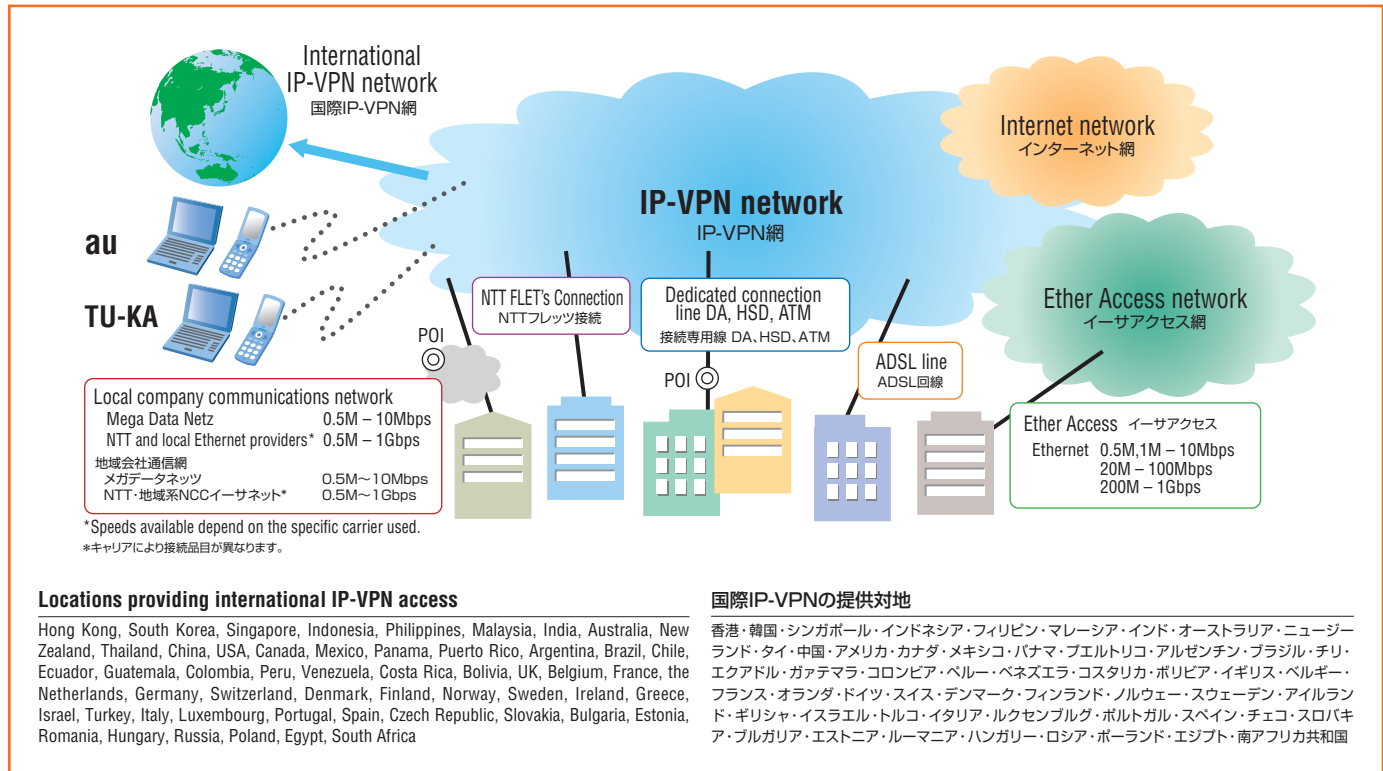 International
IP-VPN network
国際IP-VPN網
Internet network
インターネット網
IP-VPN network
IP-VPN網
au
TU-KA
NTT FLET's Connection
NTTフレッツ接続
Dedicated connection
line DA, HSD, ATM
接続専用線 DA、HSD、ATM
Ether Access network
イーサアクセス網
POI
POI
ADSL line
ADSL回線
Local company communications network
Mega Data Netz 0.5M – 10Mbps
NTT and local Ethernet providers* 0.5M – 1Gbps
地域会社通信網
メガデータネッツ 0.5M〜10Mbps
NTT・地域系NCCイーサネット* 0.5M〜1Gbps
*Speeds available depend on the specific carrier used.
*キャリアにより接続品目が異なります。
Ether Access イーサアクセス
Ethernet 0.5M,1M – 10Mbps
20M – 100Mbps
200M – 1Gbps
Locations providing international IP-VPN access
Hong Kong, South Korea, Singapore, Indonesia, Philippines, Malaysia, India, Australia, New
Zealand, Thailand, China, USA, Canada, Mexico, Panama, Puerto Rico, Argentina, Brazil, Chile,
Ecuador, Guatemala, Colombia, Peru, Venezuela, Costa Rica, Bolivia, UK, Belgium, France, the
Netherlands, Germany, Switzerland, Denmark, Finland, Norway, Sweden, Ireland, Greece,
Israel, Turkey, Italy, Luxembourg, Portugal, Spain, Czech Republic, Slovakia, Bulgaria, Estonia,
Romania, Hungary, Russia, Poland, Egypt, South Africa
国際IP-VPNの提供対地
香港・韓国・シンガポール・インドネシア・フィリピン・マレーシア・インド・オーストラリア・ニュージー
ランド・タイ・中国・アメリカ・カナダ・メキシコ・パナマ・プエルトリコ・アルゼンチン・ブラジル・チリ・
エクアドル・ガァテマラ・コロンビア・ペルー・ベネズエラ・コスタリカ・ボリビア・イギリス・ベルギー・
フランス・オランダ・ドイツ・スイス・デンマーク・フィンランド・ノルウェー・スウェーデン・アイルラン
ド・ギリシャ・イスラエル・トルコ・イタリア・ルクセンブルグ・ポルトガル・スペイン・チェコ・スロバキ
ア・ブルガリア・エストニア・ルーマニア・ハンガリー・ロシア・ポーランド・エジプト・南アフリカ共和国